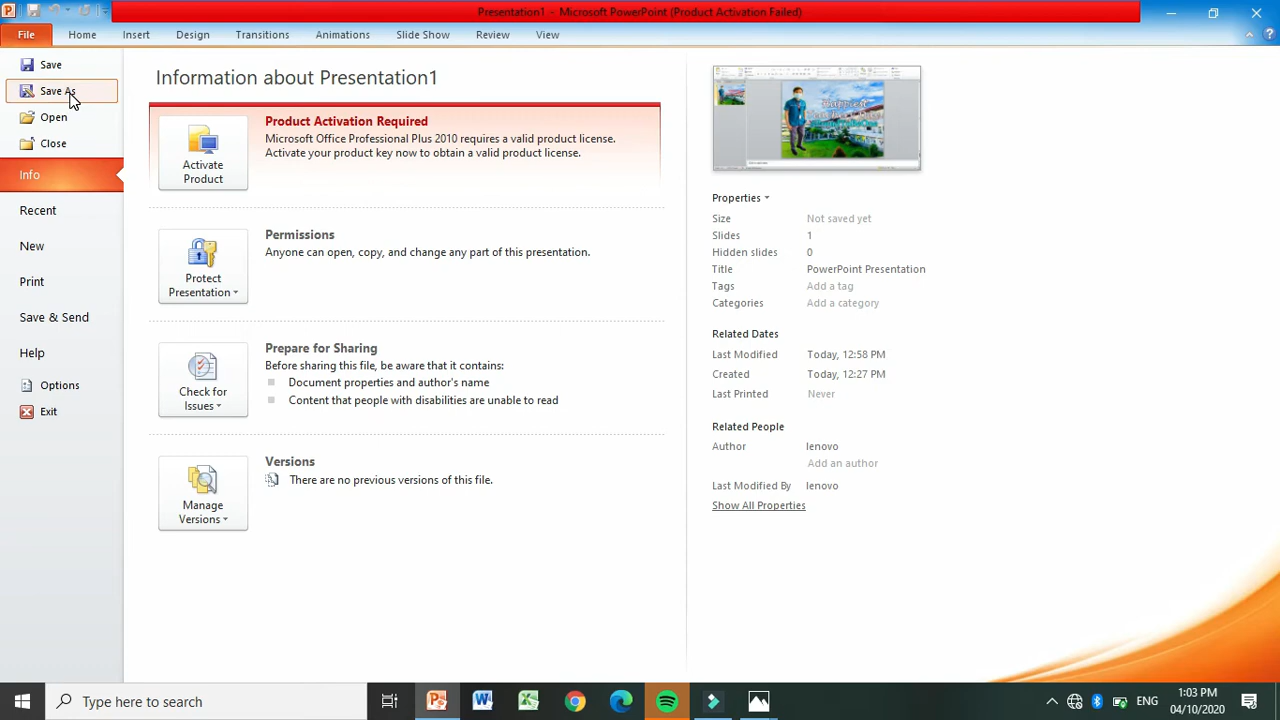 Presentation1 - Microsoft PowerPoint (Product Activation Failed)
File Home Insert Design Transitions Animations Slide Show Review View
Save
Save As
Open
Close
Info
Recent
New
Print
Save & Send
Help
Options
Exit
Information about Presentation1
Activate
Product
Product Activation Required
Microsoft Office Professional Plus 2010 requires a valid product license.
Activate your product key now to obtain a valid product license.
Protect
Presentation
Permissions
Anyone can open, copy, and change any part of this presentation.
Check for
Issues
Prepare for Sharing
Before sharing this file, be aware that it contains:
Document properties and author's name
Content that people with disabilities are unable to read
Manage
Versions
Versions
There are no previous versions of this file.
Happiest
Properties
Size Not saved yet
Slides 1
Hidden slides 0
Title PowerPoint Presentation
Tags Add a tag
Categories Add a category
Related Dates
Last Modified Today, 12:58 PM
Created Today, 12:27 PM
Last Printed Never
Related People
Author lenovo
Add an author
Last Modified By lenovo
Show All Properties
Type here to search
ENG
1:03 PM
04/10/2020